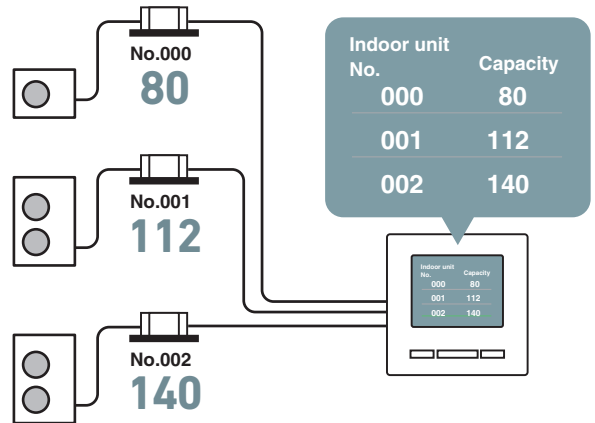 No.000
80
No.001
112
No.002
140
Indoor unit
No. Capacity
000 80
001 112
002 140
Indoor unit
No. Capacity
000 80
001 112
002 140